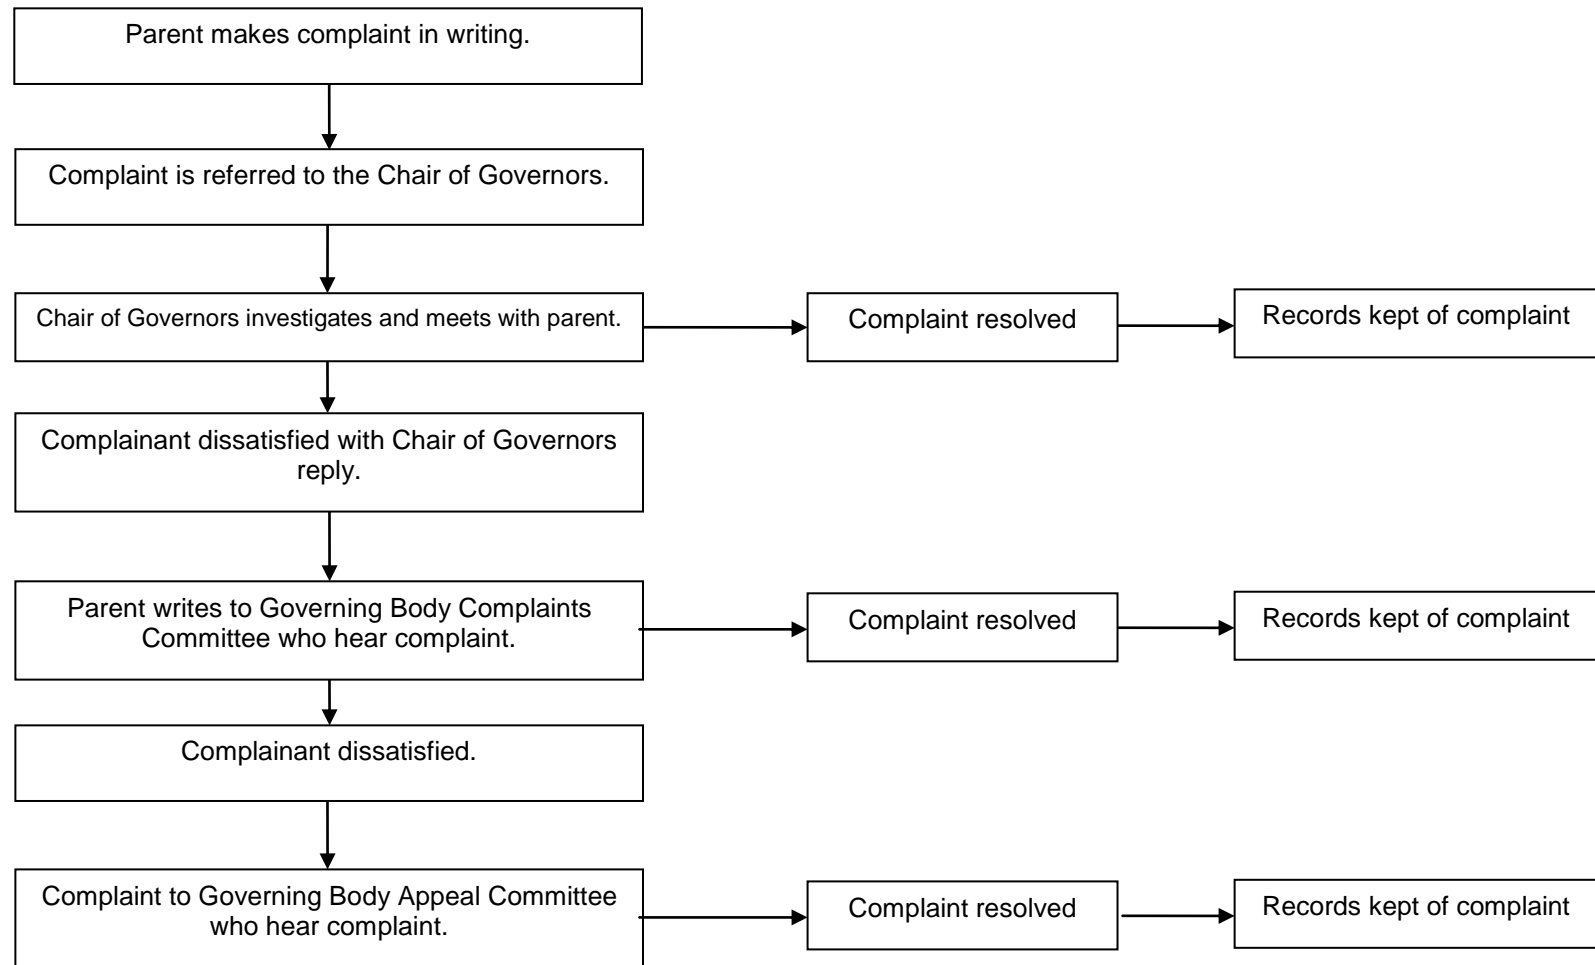 Parent makes complaint in writing.
Complaint is referred to the Chair of Governors.
Chair of Governors investigates and meets with parent.
Complaint resolved
Records kept of complaint
Complainant dissatisfied with Chair of Governors
reply.
Parent writes to Governing Body Complaints
Committee who hear complaint.
Complaint resolved
Records kept of complaint
Complainant dissatisfied.
Complaint to Governing Body Appeal Committee
who hear complaint.
Complaint resolved
Records kept of complaint